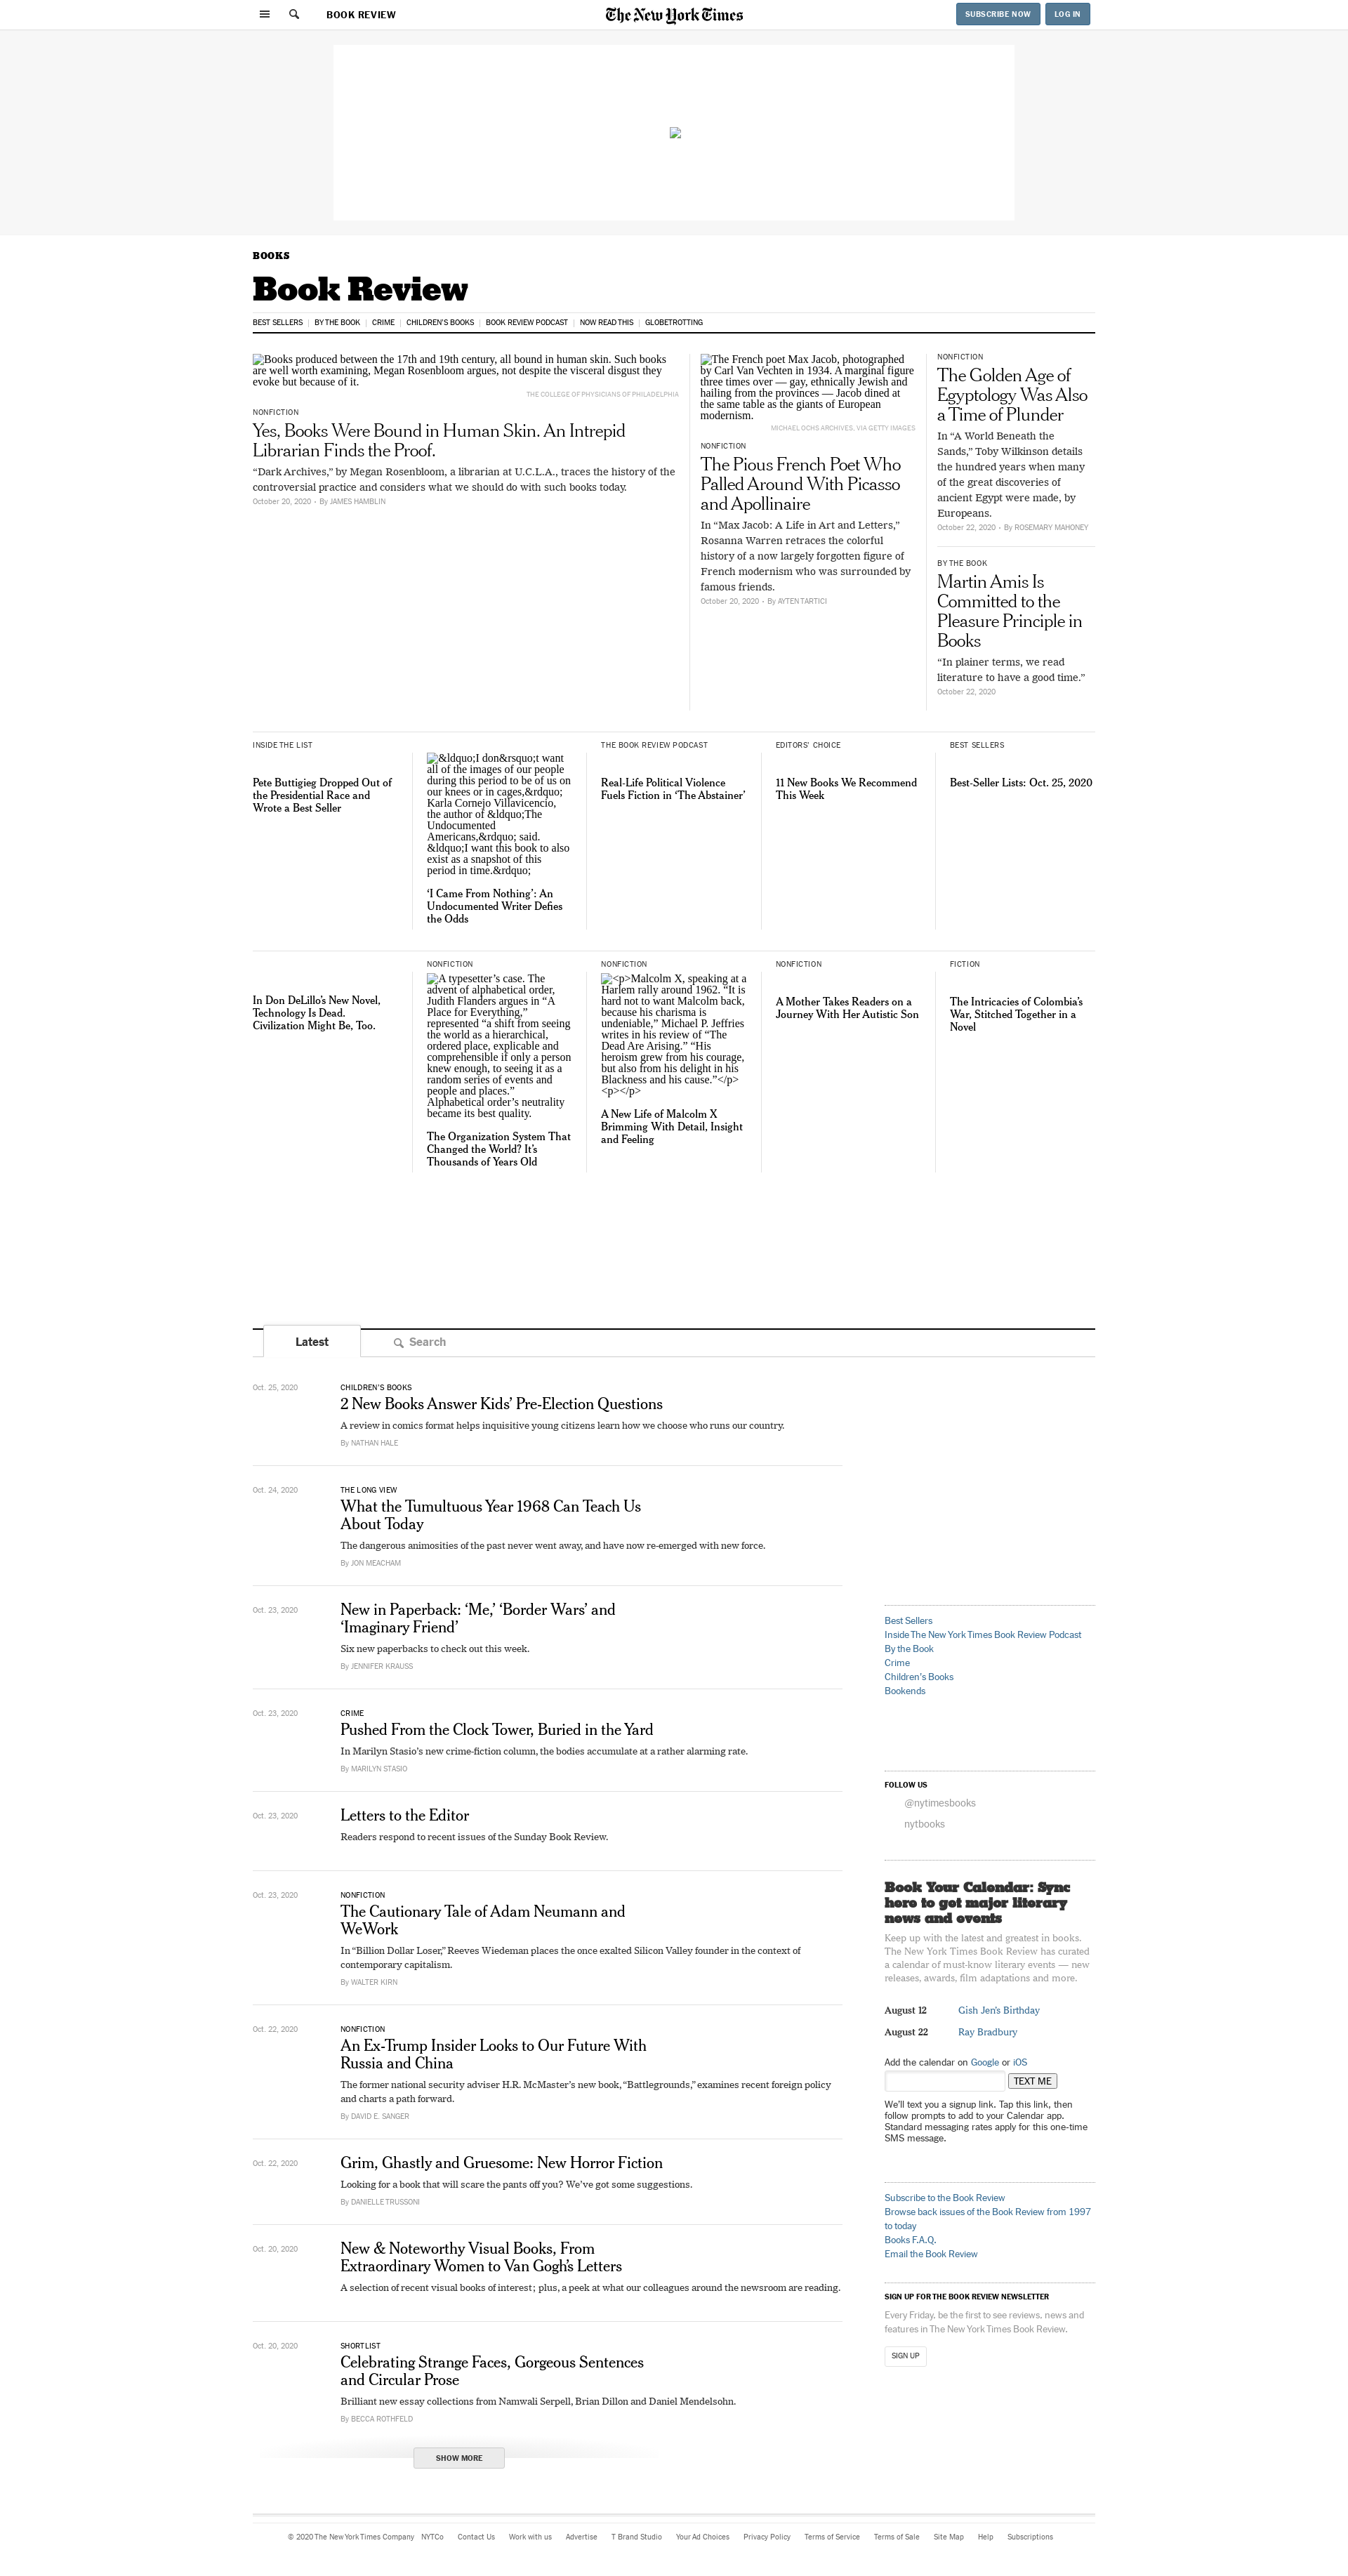 BOOK REVIEW
The New York Times
SUBSCRIBE NOW
LOG IN
BOOKS
Book Review
BEST SELLERS | BY THE BOOK | CRIME | CHILDREN'S BOOKS | BOOK REVIEW PODCAST | NOW READ THIS | GLOBETROTTING
Books produced between the 17th and 19th century, all bound in human skin. Such books
are well worth examining, Megan Rosenbloom argues, not despite the visceral disgust they
evoke but because of it.
THE COLLEGE OF PHYSICIANS OF PHILADELPHIA
NONFICTION
Yes, Books Were Bound in Human Skin. An Intrepid
Librarian Finds the Proof.
“Dark Archives,” by Megan Rosenbloom, a librarian at U.C.L.A., traces the history of the
controversial practice and considers what we should do with such books today.
October 20, 2020 • By JAMES HAMBLIN
The French poet Max Jacob, photographed
by Carl Van Vechten in 1934. A marginal figure
three times over — gay, ethnically Jewish and
hailing from the provinces — Jacob dined at
the same table as the giants of European
modernism.
MICHAEL OCHS ARCHIVES, VIA GETTY IMAGES
NONFICTION
The Pious French Poet Who
Palled Around With Picasso
and Apollinaire
In “Max Jacob: A Life in Art and Letters,”
Rosanna Warren retraces the colorful
history of a now largely forgotten figure of
French modernism who was surrounded by
famous friends.
October 20, 2020 • By AYTEN TARTICI
NONFICTION
The Golden Age of
Egyptology Was Also
a Time of Plunder
In “A World Beneath the
Sands,” Toby Wilkinson details
the hundred years when many
of the great discoveries of
ancient Egypt were made, by
Europeans.
October 22, 2020 • By ROSEMARY MAHONEY
BY THE BOOK
Martin Amis Is
Committed to the
Pleasure Principle in
Books
“In plainer terms, we read
literature to have a good time.”
October 22, 2020
INSIDE THE LIST
Pete Buttigieg Dropped Out of
the Presidential Race and
Wrote a Best Seller
&ldquo;I don&rsquo;t want
all of the images of our people
during this period to be of us on
our knees or in cages,&rdquo;
Karla Cornejo Villavicencio,
the author of &ldquo;The
Undocumented
Americans,&rdquo; said.
&ldquo;I want this book to also
exist as a snapshot of this
period in time.&rdquo;
‘I Came From Nothing’: An
Undocumented Writer Defies
the Odds
THE BOOK REVIEW PODCAST
Real-Life Political Violence
Fuels Fiction in ‘The Abstainer’
EDITORS’ CHOICE
11 New Books We Recommend
This Week
BEST SELLERS
Best-Seller Lists: Oct. 25, 2020
In Don DeLillo’s New Novel,
Technology Is Dead.
Civilization Might Be, Too.
NONFICTION
A typesetter’s case. The
advent of alphabetical order,
Judith Flanders argues in “A
Place for Everything,”
represented “a shift from seeing
the world as a hierarchical,
ordered place, explicable and
comprehensible if only a person
knew enough, to seeing it as a
random series of events and
people and places.”
Alphabetical order’s neutrality
became its best quality.
The Organization System That
Changed the World? It’s
Thousands of Years Old
NONFICTION
<p>Malcolm X, speaking at a
Harlem rally around 1962. “It is
hard not to want Malcolm back,
because his charisma is
undeniable,” Michael P. Jeffries
writes in his review of “The
Dead Are Arising.” “His
heroism grew from his courage,
but also from his delight in his
Blackness and his cause.”</p>
<p></p>
A New Life of Malcolm X
Brimming With Detail, Insight
and Feeling
NONFICTION
A Mother Takes Readers on a
Journey With Her Autistic Son
FICTION
The Intricacies of Colombia’s
War, Stitched Together in a
Novel
Latest
Search
Oct. 25, 2020
CHILDREN’S BOOKS
2 New Books Answer Kids’ Pre-Election Questions
A review in comics format helps inquisitive young citizens learn how we choose who runs our country.
By NATHAN HALE
Oct. 24, 2020
THE LONG VIEW
What the Tumultuous Year 1968 Can Teach Us
About Today
The dangerous animosities of the past never went away, and have now re-emerged with new force.
By JON MEACHAM
Oct. 23, 2020
New in Paperback: ‘Me,’ ‘Border Wars’ and
‘Imaginary Friend’
Six new paperbacks to check out this week.
By JENNIFER KRAUSS
Oct. 23, 2020
CRIME
Pushed From the Clock Tower, Buried in the Yard
In Marilyn Stasio’s new crime-fiction column, the bodies accumulate at a rather alarming rate.
By MARILYN STASIO
Oct. 23, 2020
Letters to the Editor
Readers respond to recent issues of the Sunday Book Review.
Oct. 23, 2020
NONFICTION
The Cautionary Tale of Adam Neumann and
WeWork
In “Billion Dollar Loser,” Reeves Wiedeman places the once exalted Silicon Valley founder in the context of
contemporary capitalism.
By WALTER KIRN
Oct. 22, 2020
NONFICTION
An Ex-Trump Insider Looks to Our Future With
Russia and China
The former national security adviser H.R. McMaster’s new book, “Battlegrounds,” examines recent foreign policy
and charts a path forward.
By DAVID E. SANGER
Oct. 22, 2020
Grim, Ghastly and Gruesome: New Horror Fiction
Looking for a book that will scare the pants off you? We’ve got some suggestions.
By DANIELLE TRUSSONI
Oct. 20, 2020
New & Noteworthy Visual Books, From
Extraordinary Women to Van Gogh’s Letters
A selection of recent visual books of interest; plus, a peek at what our colleagues around the newsroom are reading.
Oct. 20, 2020
SHORTLIST
Celebrating Strange Faces, Gorgeous Sentences
and Circular Prose
Brilliant new essay collections from Namwali Serpell, Brian Dillon and Daniel Mendelsohn.
By BECCA ROTHFELD
SHOW MORE
Best Sellers
Inside The New York Times Book Review Podcast
By the Book
Crime
Children's Books
Bookends
FOLLOW US
@nytimesbooks
nytbooks
Book Your Calendar: Sync
here to get major literary
news and events
Keep up with the latest and greatest in books.
The New York Times Book Review has curated
a calendar of must-know literary events — new
releases, awards, film adaptations and more.
August 12 Gish Jen's Birthday
August 22 Ray Bradbury
Add the calendar on Google or iOS
TEXT ME
We'll text you a signup link. Tap this link, then
follow prompts to add to your Calendar app.
Standard messaging rates apply for this one-time
SMS message.
Subscribe to the Book Review
Browse back issues of the Book Review from 1997
to today
Books F.A.Q.
Email the Book Review
SIGN UP FOR THE BOOK REVIEW NEWSLETTER
Every Friday, be the first to see reviews, news and
features in The New York Times Book Review.
SIGN UP
© 2020 The New York Times Company NYTCo Contact Us Work with us Advertise T Brand Studio Your Ad Choices Privacy Policy Terms of Service Terms of Sale Site Map Help Subscriptions